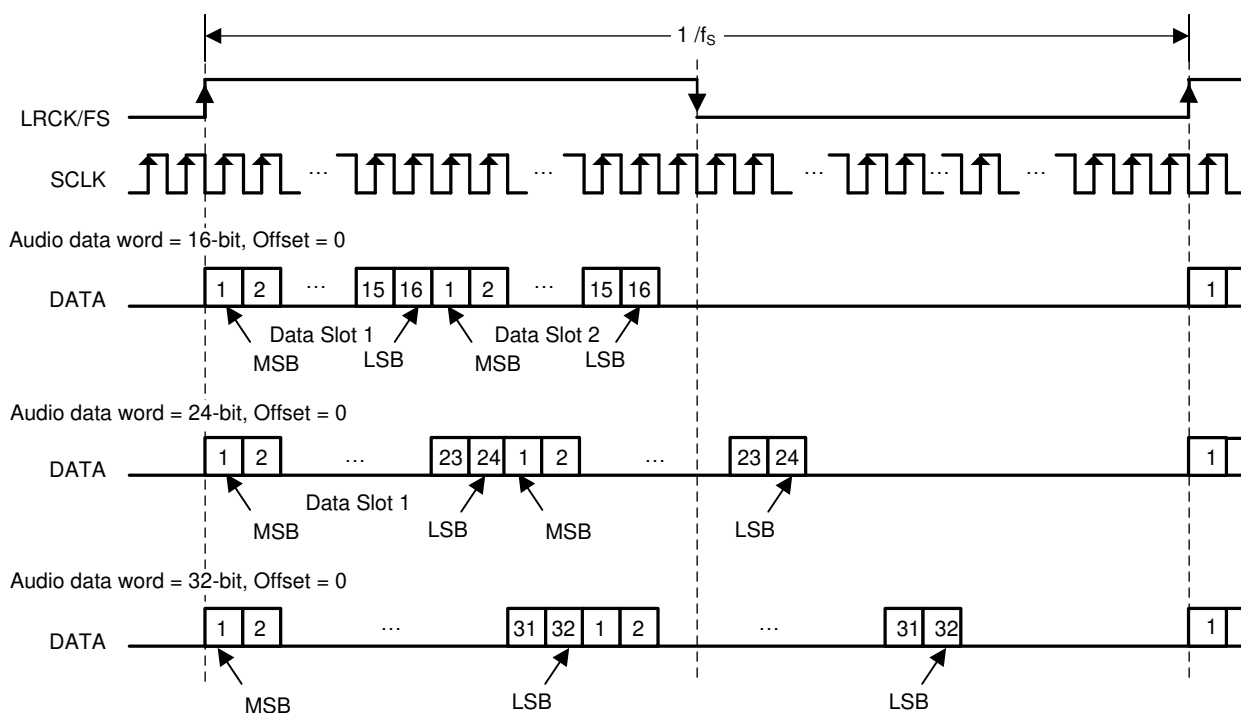 1 /fS
LRCK/FS
SCLK
... ... ... ... ... ...
Audio data word = 16-bit, Offset = 0
DATA 1 2 ... 15 16 1 2 ... 15 16 1
Data Slot 1 Data Slot 2
MSB LSB MSB LSB
Audio data word = 24-bit, Offset = 0
DATA 1 2 ... 23 24 1 2 ... 23 24 1
Data Slot 1
MSB LSB MSB LSB
Audio data word = 32-bit, Offset = 0
DATA 1 2 ... 31 32 1 2 ... 31 32 1
MSB LSB LSB